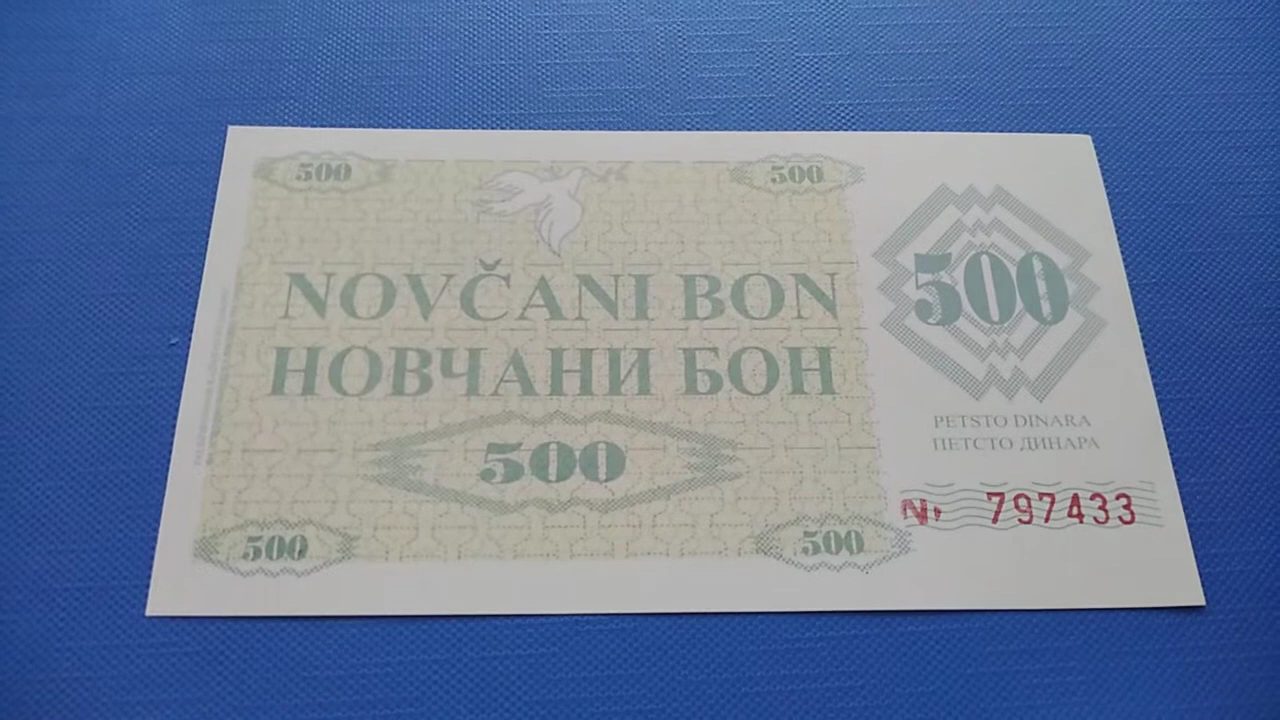 500 500
NOVČANI BON
НОВЧАНИ БОН
500
500 500
500
PETSTO DINARA
ПЕТСТО ДИНАРА
№ 797433